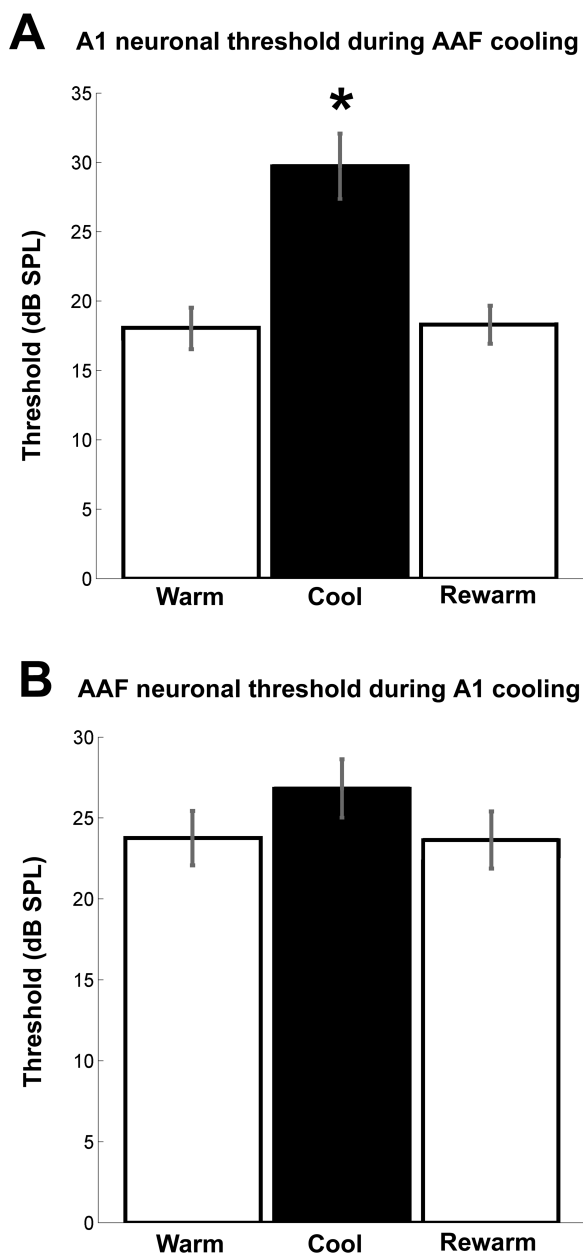 A
A1 neuronal threshold during AAF cooling
35
*
30
25
20
15
10
5
0
Threshold (dB SPL)
Warm Cool Rewarm
B
AAF neuronal threshold during A1 cooling
30
25
20
15
10
5
0
Threshold (dB SPL)
Warm Cool Rewarm